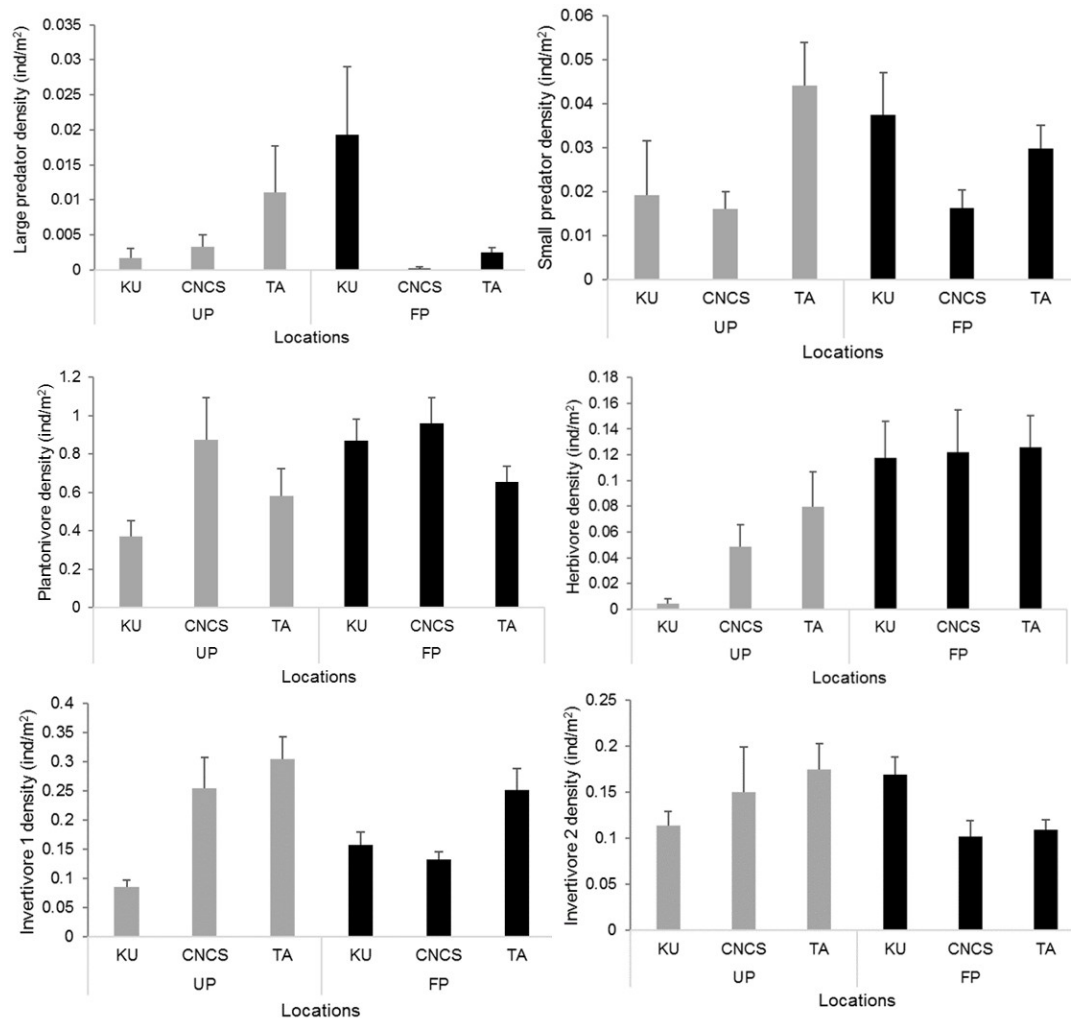 Large predator density (ind/m²)
0.035
0.03
0.025
0.02
0.015
0.01
0.005
0
KU CNCS TA KU CNCS TA
UP FP
Locations
Small predator density (ind/m²)
0.06
0.05
0.04
0.03
0.02
0.01
0
KU CNCS TA KU CNCS TA
UP FP
Locations
Plantonivore density (ind/m²)
1.2
1
0.8
0.6
0.4
0.2
0
KU CNCS TA KU CNCS TA
UP FP
Locations
Herbivore density (ind/m²)
0.18
0.16
0.14
0.12
0.1
0.08
0.06
0.04
0.02
0
KU CNCS TA KU CNCS TA
UP FP
Locations
Invertivore 1 density (ind/m²)
0.4
0.35
0.3
0.25
0.2
0.15
0.1
0.05
0
KU CNCS TA KU CNCS TA
UP FP
Locations
Invertivore 2 density (ind/m²)
0.25
0.2
0.15
0.1
0.05
0
KU CNCS TA KU CNCS TA
UP FP
Locations